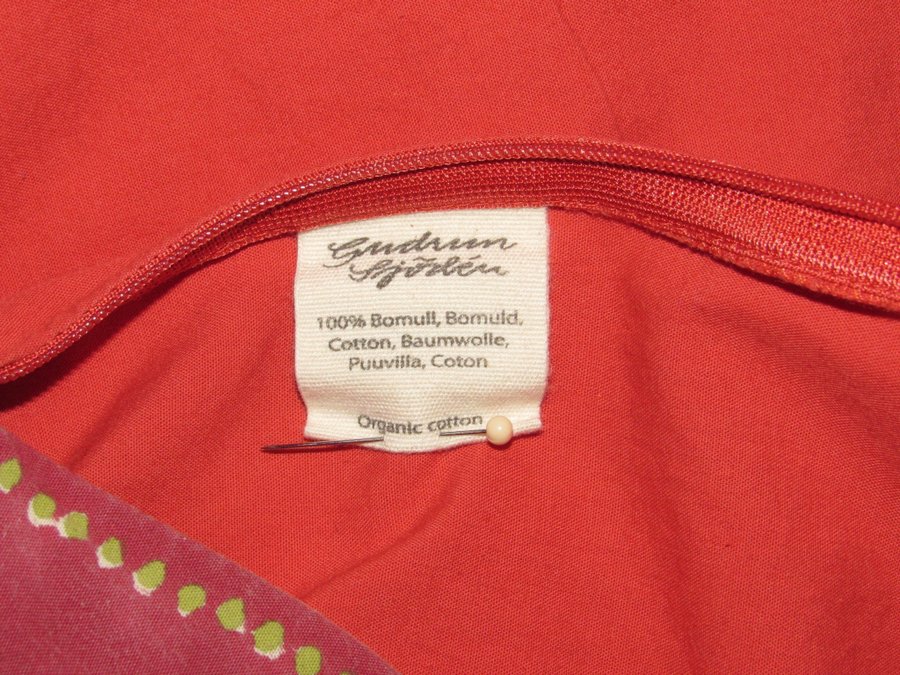 Gudrun
Sjödén
100% Bomull, Bomuld,
Cotton, Baumwolle,
Puuvilla, Coton
Organic cotton